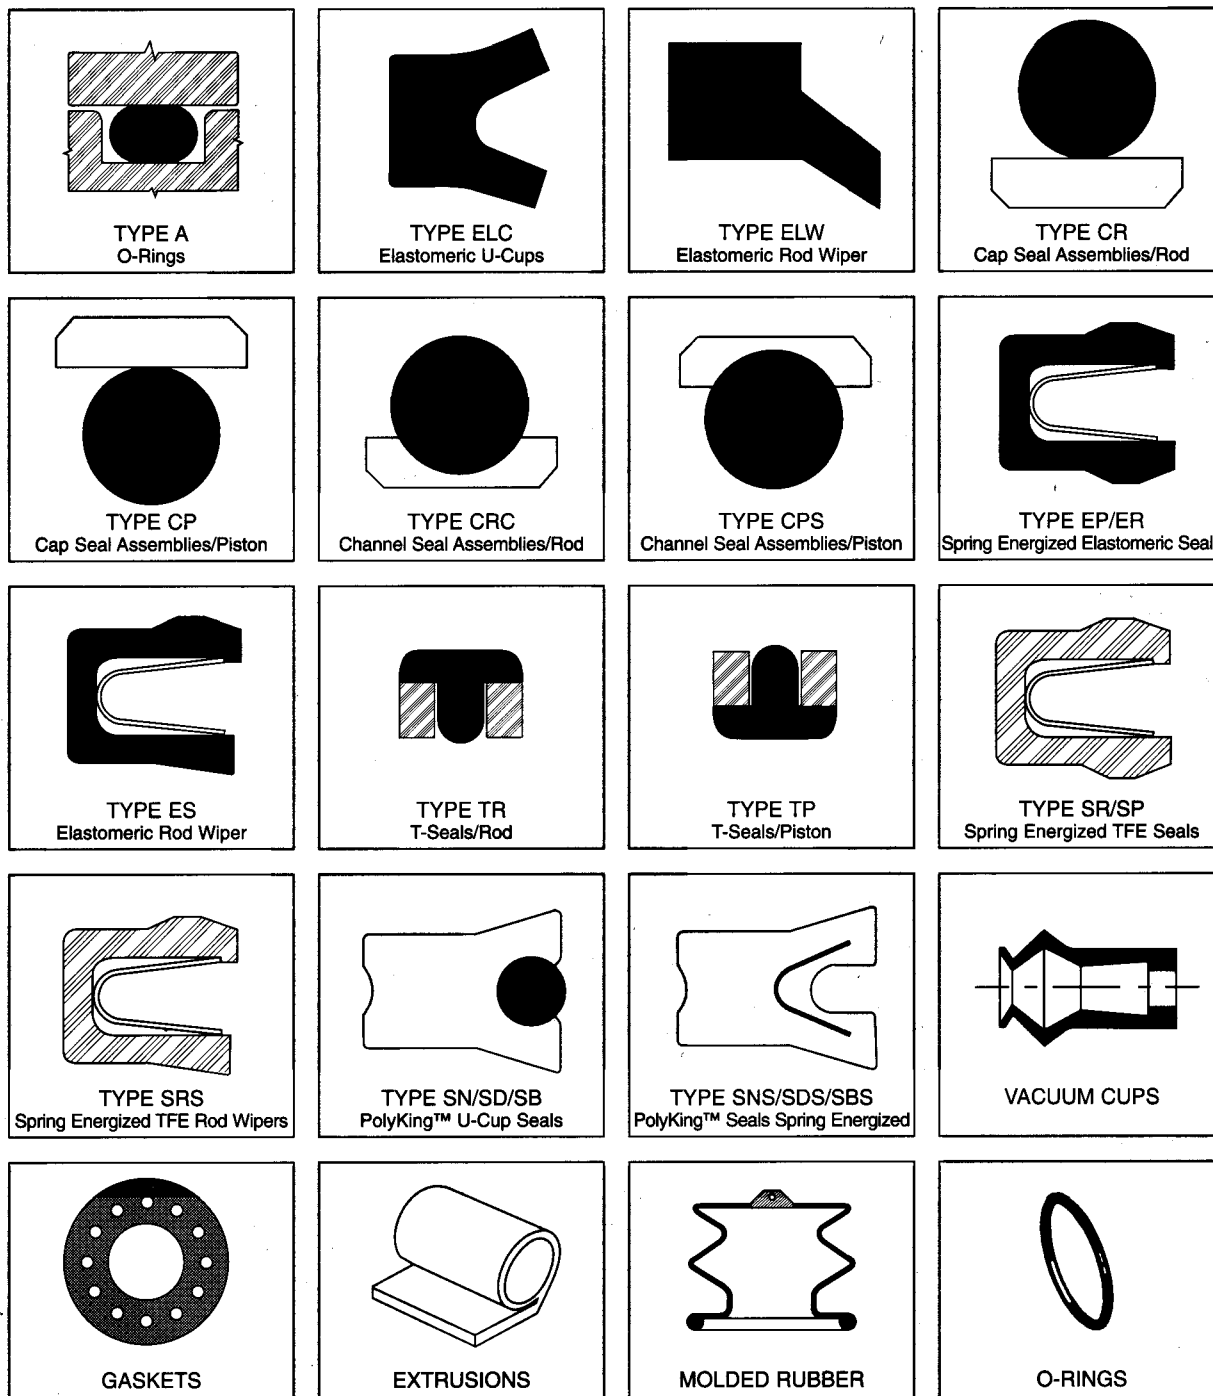 TYPE A
O-Rings
TYPE ELC
Elastomeric U-Cups
TYPE ELW
Elastomeric Rod Wiper
TYPE CR
Cap Seal Assemblies/Rod
TYPE CP
Cap Seal Assemblies/Piston
TYPE CRC
Channel Seal Assemblies/Rod
TYPE CPS
Channel Seal Assemblies/Piston
TYPE EP/ER
Spring Energized Elastomeric Seal
TYPE ES
Elastomeric Rod Wiper
TYPE TR
T-Seals/Rod
TYPE TP
T-Seals/Piston
TYPE SR/SP
Spring Energized TFE Seals
TYPE SRS
Spring Energized TFE Rod Wipers
TYPE SN/SD/SB
PolyKing™ U-Cup Seals
TYPE SNS/SDS/SBS
PolyKing™ Seals Spring Energized
VACUUM CUPS
GASKETS
EXTRUSIONS
MOLDED RUBBER
O-RINGS